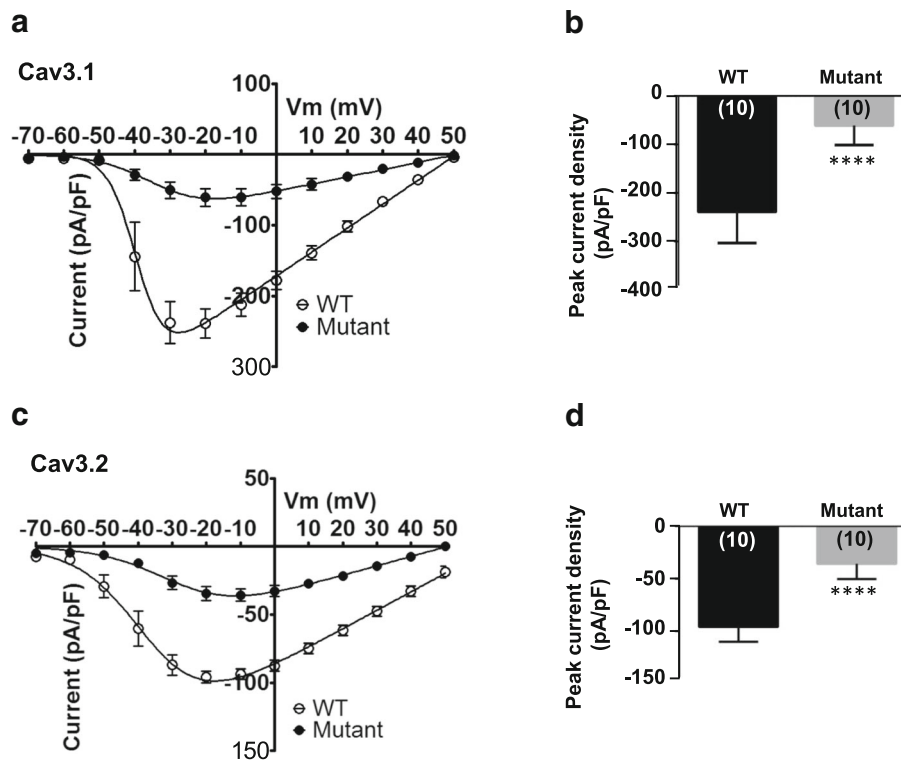 a
Cav3.1
100
Vm (mV)
-70 -60 -50 -40 -30 -20 -10 10 20 30 40 50
-100
-200
300
Current (pA/pF)
WT
Mutant
b
WT Mutant
0
-100
-200
-300
-400
(10) (10)
****
Peak current density
(pA/pF)
c
Cav3.2
50
Vm (mV)
-70 -60 -50 -40 -30 -20 -10 10 20 30 40 50
-50
-100
150
Current (pA/pF)
WT
Mutant
d
WT Mutant
0
-50
-100
-150
(10) (10)
****
Peak current density
(pA/pF)